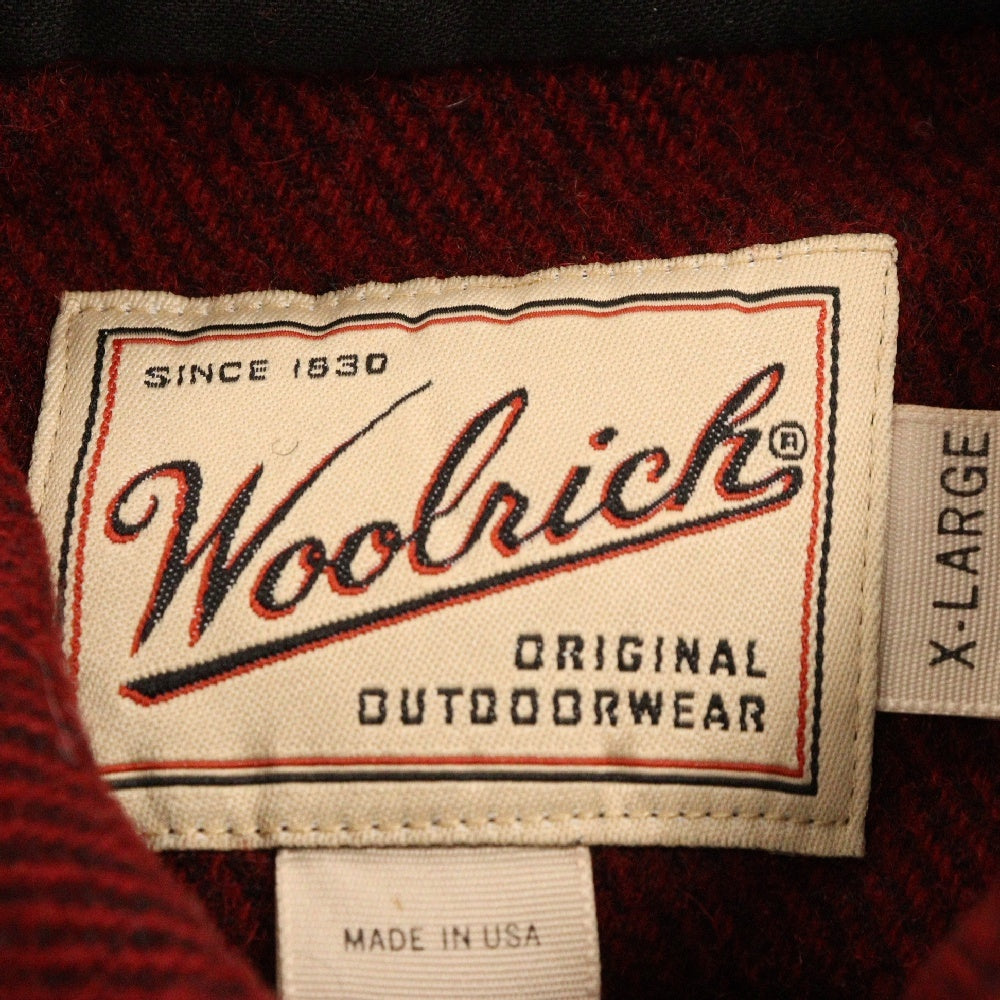 SINCE 1830
Woolrich®
ORIGINAL
OUTDOORWEAR
X-LARGE
MADE IN USA